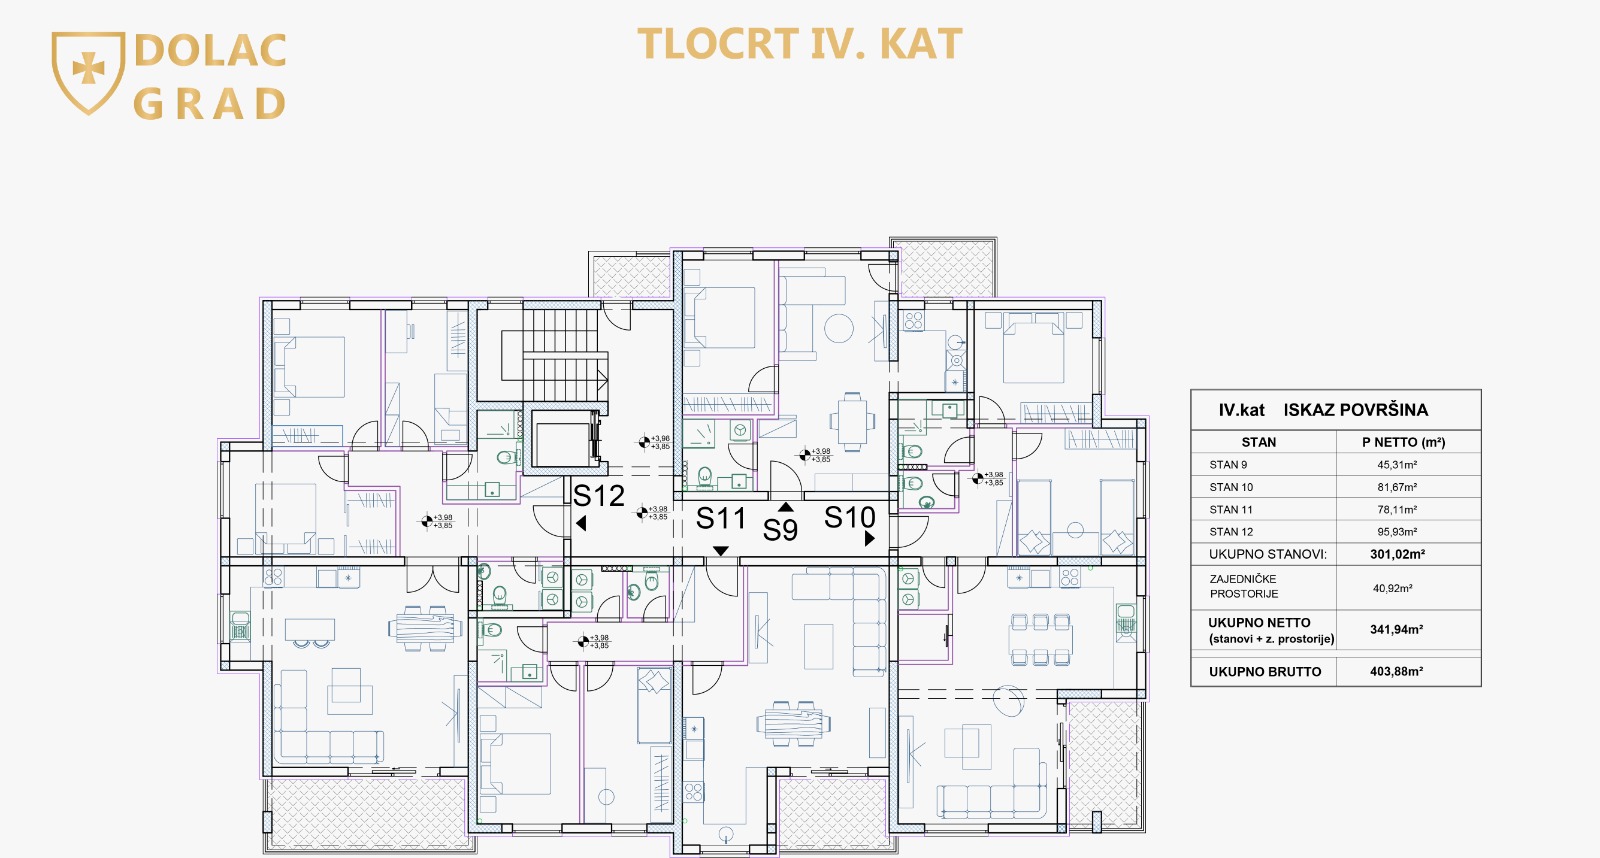 DOLAC
GRAD
TLOCRT IV. KAT
+3,98
+3,85
S12
+3,98
+3,85
S11
S9
S10
+3,98
+3,85
+3,98
+3,85
+3,98
+3,85
+3,98
+3,85
IV.kat ISKAZ POVRŠINA
STAN P NETTO (m²)
STAN 9 45,31m²
STAN 10 81,67m²
STAN 11 78,11m²
STAN 12 95,93m²
UKUPNO STANOVI: 301,02m²
ZAJEDNIČKE
PROSTORIJE 40,92m²
UKUPNO NETTO 341,94m²
(stanovi + z. prostorije)
UKUPNO BRUTTO 403,88m²